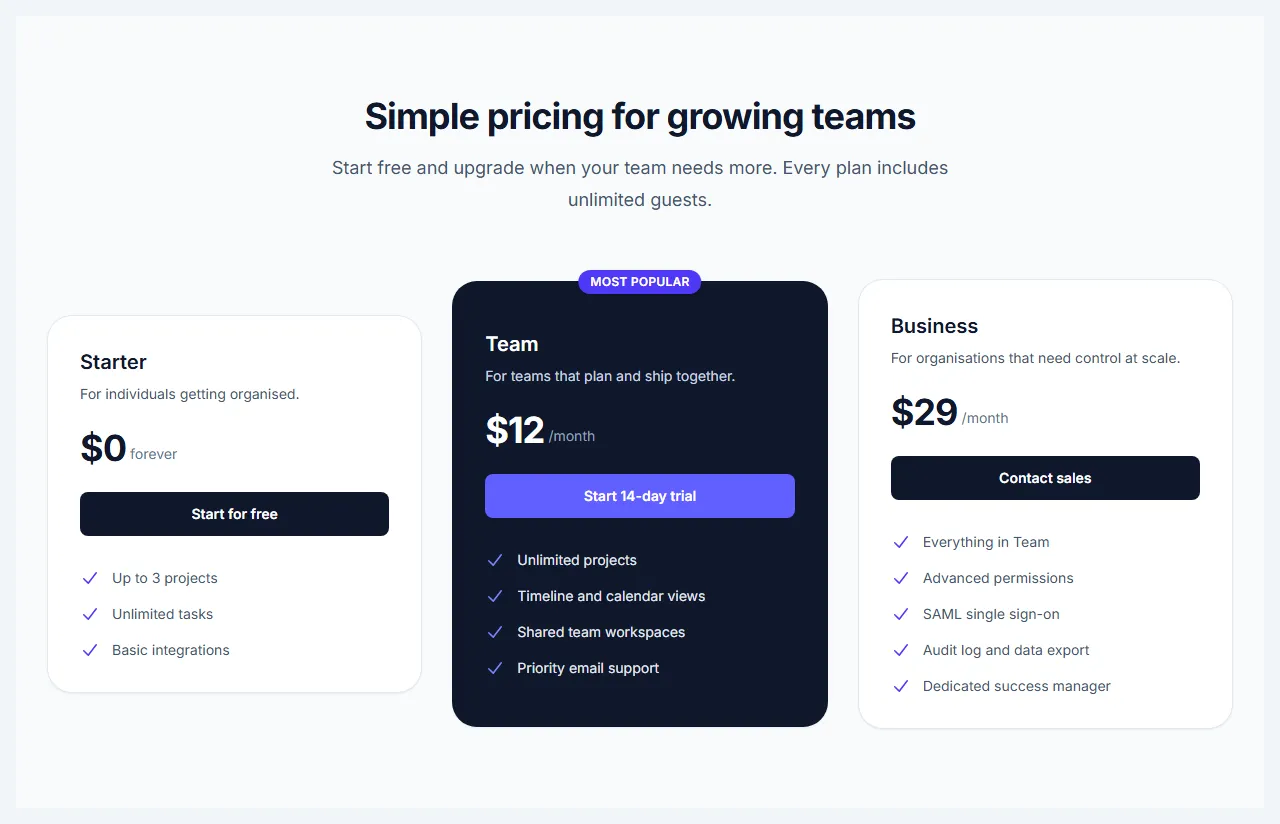 Simple pricing for growing teams
Start free and upgrade when your team needs more. Every plan includes
unlimited guests.
Starter
For individuals getting organised.
$0 forever
Start for free
Up to 3 projects
Unlimited tasks
Basic integrations
MOST POPULAR
Team
For teams that plan and ship together.
$12 /month
Start 14-day trial
Unlimited projects
Timeline and calendar views
Shared team workspaces
Priority email support
Business
For organisations that need control at scale.
$29 /month
Contact sales
Everything in Team
Advanced permissions
SAML single sign-on
Audit log and data export
Dedicated success manager